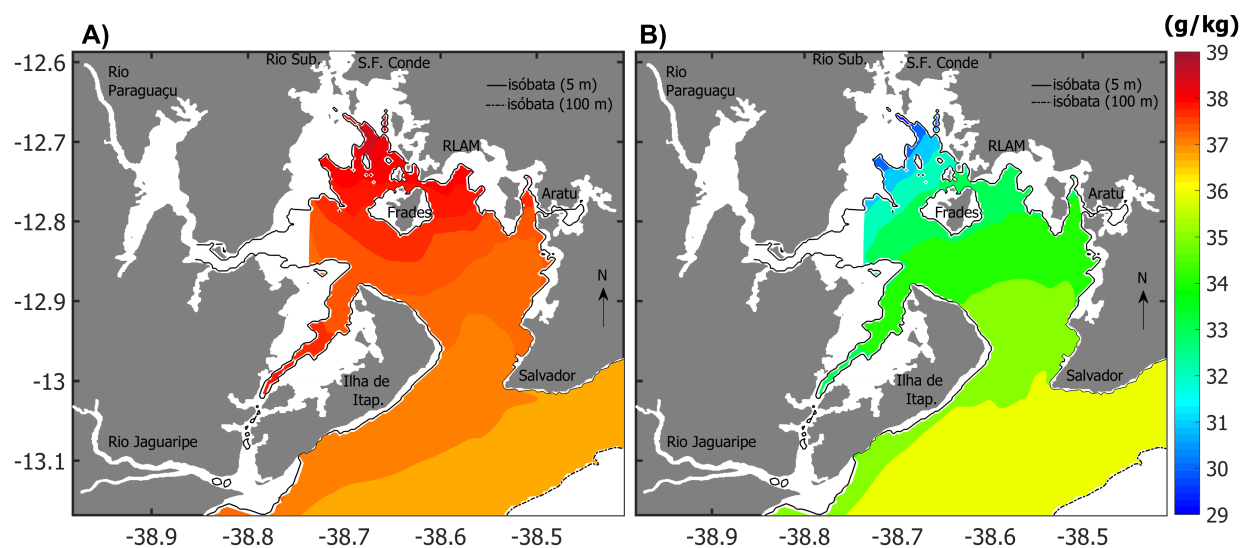 A)
B)
(g/kg)
-12.6
-12.7
-12.8
-12.9
-13
-13.1
Rio Sub.
S.F. Conde
Rio
Paraguaçu
isóbata (5 m)
isóbata (100 m)
RLAM
Aratu
Frades
N
Salvador
Ilha de
Itap.
Rio Jaguaripe
-38.9
-38.8
-38.7
-38.6
-38.5
Rio Sub.
S.F. Conde
Rio
Paraguaçu
isóbata (5 m)
isóbata (100 m)
RLAM
Aratu
Frades
N
Salvador
Ilha de
Itap.
Rio Jaguaripe
-38.9
-38.8
-38.7
-38.6
-38.5
39
38
37
36
35
34
33
32
31
30
29